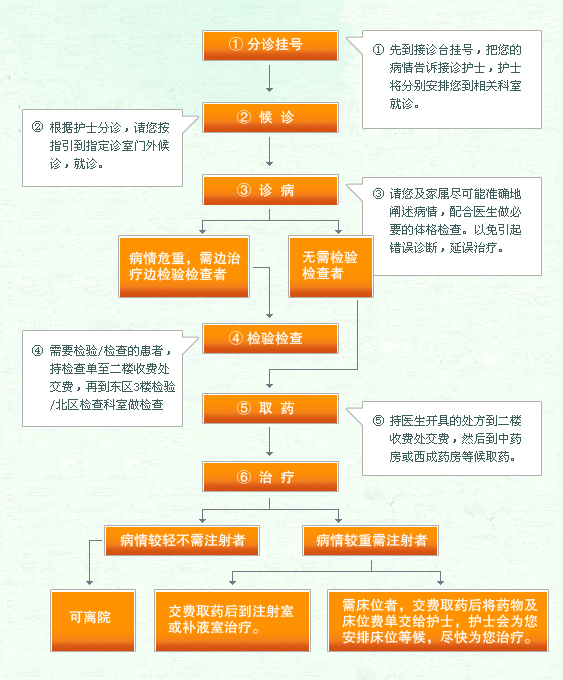 ① 分诊挂号
① 先到接诊台挂号，把您的
病情告诉接诊护士，护士
将分别安排您到相关科室
就诊。
② 候 诊
② 根据护士分诊，请您按
指引到指定诊室门外候
诊，就诊。
③ 诊 病
③ 请您及家属尽可能准确地
阐述病情，配合医生做必
要的体格检查。以免引起
错误诊断，延误治疗。
病情危重，需边治
疗边检验检查者
无需检验
检查者
④ 检验检查
④ 需要检验/检查的患者，
持检查单至二楼收费处
交费，再到东区3楼检验
/北区检查科室做检查
⑤ 取 药
⑤ 持医生开具的处方到二楼
收费处交费，然后到中药
房或西成药房等候取药。
⑥ 治 疗
病情较轻不需注射者
病情较重需注射者
可离院
交费取药后到注射室
或补液室治疗。
需床位者，交费取药后将药物及
床位费单交给护士，护士会为您
安排床位等候，尽快为您治疗。